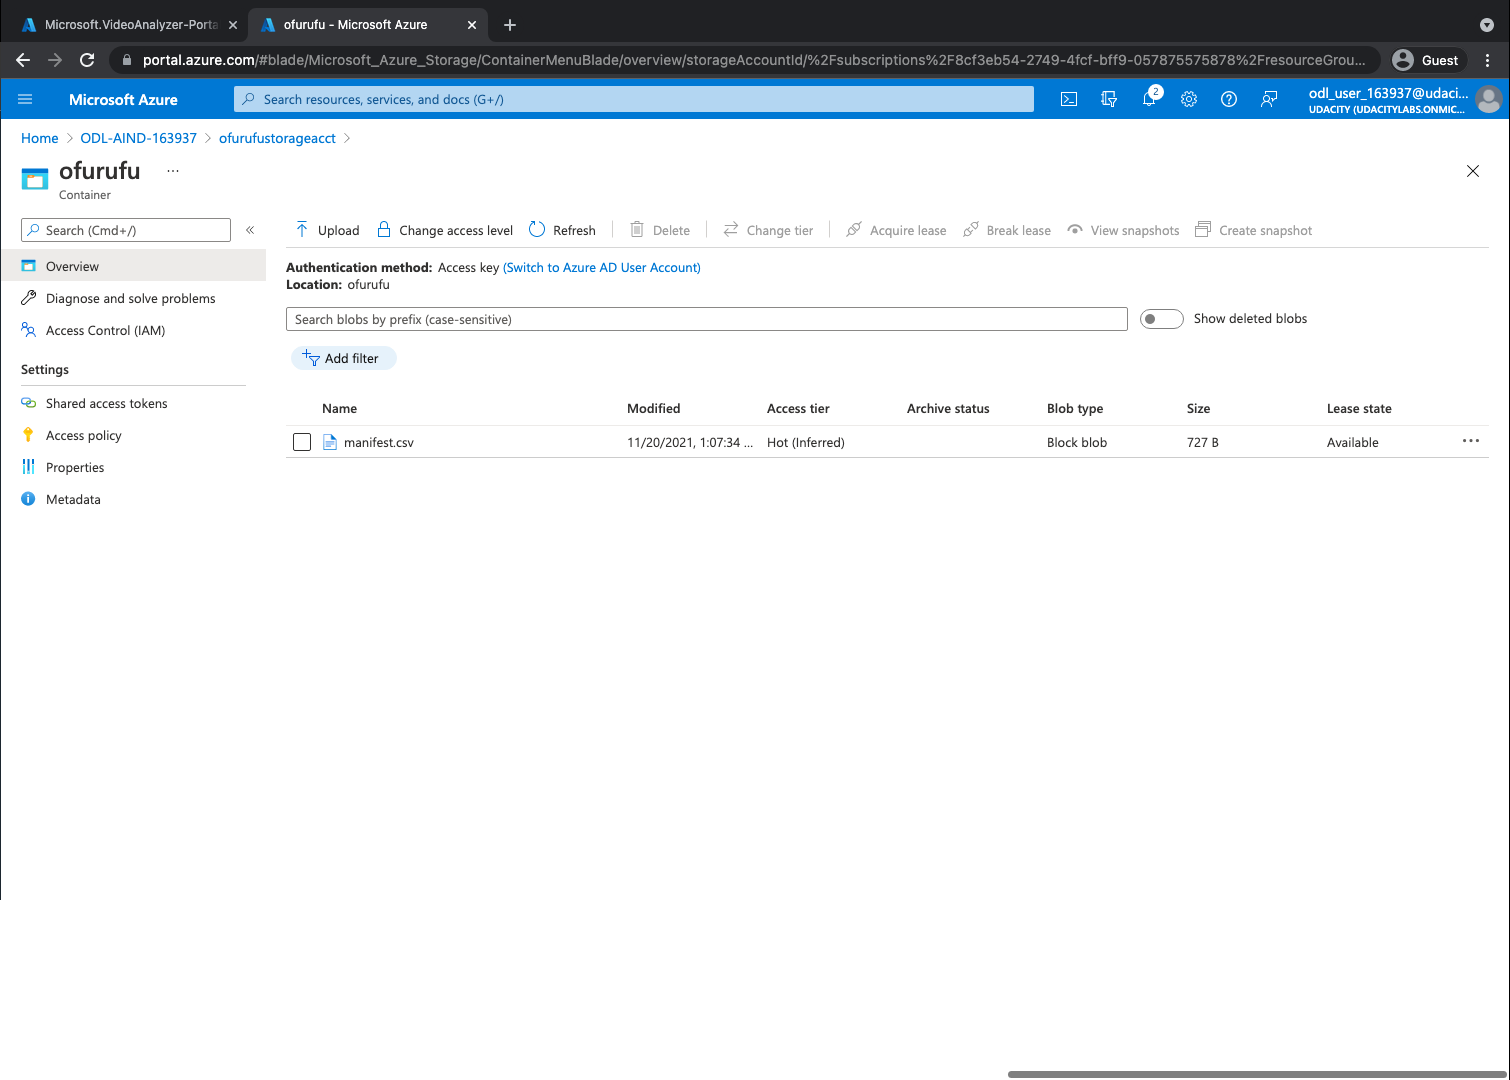 Microsoft.VideoAnalyzer-Porta
ofurufu - Microsoft Azure
portal.azure.com/#blade/Microsoft_Azure_Storage/ContainerMenuBlade/overview/storageAccountId/%2Fsubscriptions%2F8cf3eb54-2749-4fcf-bff9-057875575878%2FresourceGrou...
Guest
Microsoft Azure
Search resources, services, and docs (G+/)
2
odl_user_163937@udaci...
UDACITY (UDACITYLABS.ONMIC...
Home > ODL-AIND-163937 > ofurufustorageacct >
ofurufu ...
Container
Search (Cmd+/)
«
Overview
Diagnose and solve problems
Access Control (IAM)
Settings
Shared access tokens
Access policy
Properties
Metadata
Upload Change access level Refresh Delete Change tier Acquire lease Break lease View snapshots Create snapshot
Authentication method: Access key (Switch to Azure AD User Account)
Location: ofurufu
Search blobs by prefix (case-sensitive)
Show deleted blobs
Add filter
Name Modified Access tier Archive status Blob type Size Lease state
manifest.csv 11/20/2021, 1:07:34 ... Hot (Inferred) Block blob 727 B Available ...